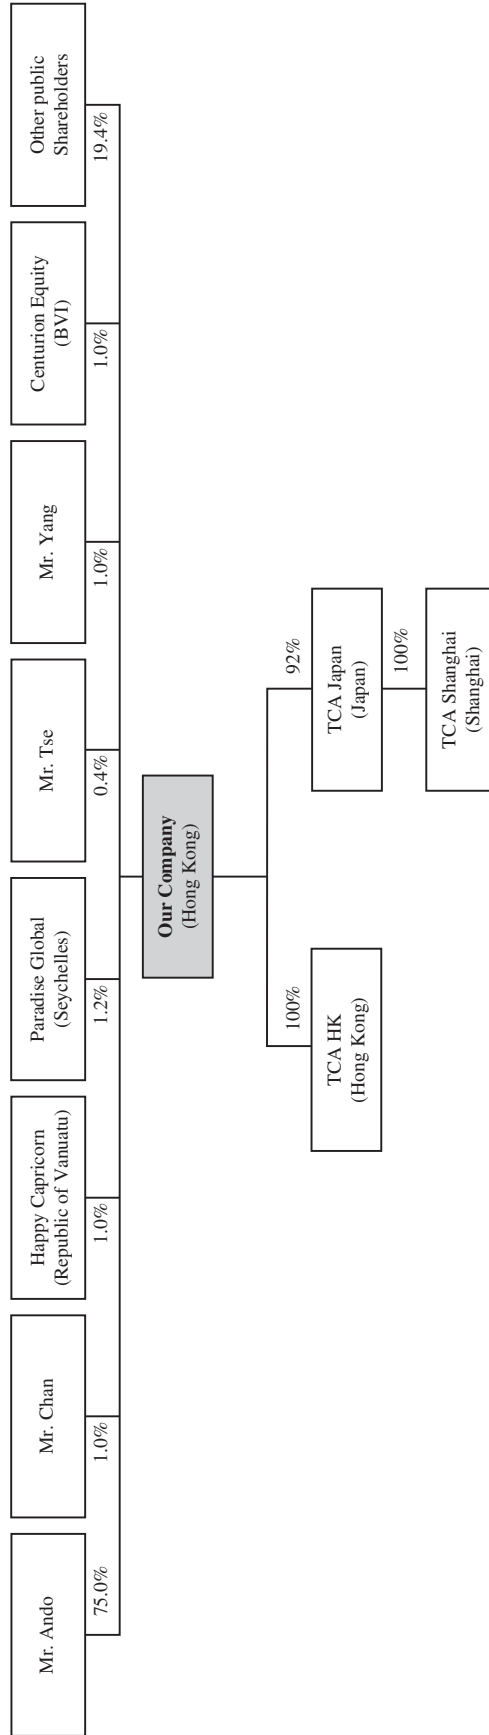 Mr. Ando
Mr. Chan
Happy Capricorn
(Republic of Vanuatu)
Paradise Global
(Seychelles)
Mr. Tse
Mr. Yang
Centurion Equity
(BVI)
Other public
Shareholders
75.0%
1.0%
1.0%
1.2%
0.4%
1.0%
1.0%
19.4%
Our Company
(Hong Kong)
100%
92%
TCA HK
(Hong Kong)
TCA Japan
(Japan)
100%
TCA Shanghai
(Shanghai)